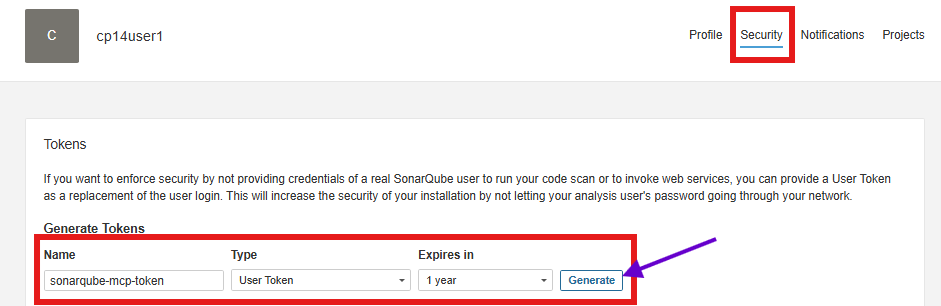 C
cp14user1
Profile Security Notifications Projects
Tokens
If you want to enforce security by not providing credentials of a real SonarQube user to run your code scan or to invoke web services, you can provide a User Token
as a replacement of the user login. This will increase the security of your installation by not letting your analysis user's password going through your network.
Generate Tokens
Name Type Expires in
sonarqube-mcp-token User Token 1 year Generate